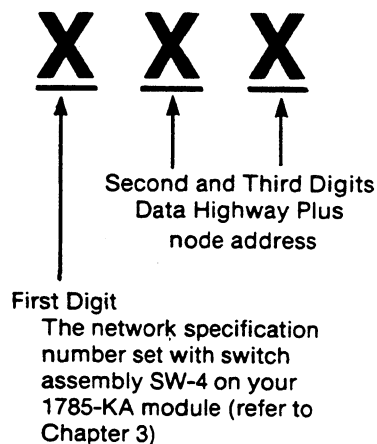 X X X
Second and Third Digits
Data Highway Plus
node address
First Digit
The network specification
number set with switch
assembly SW-4 on your
1785-KA module (refer to
Chapter 3)